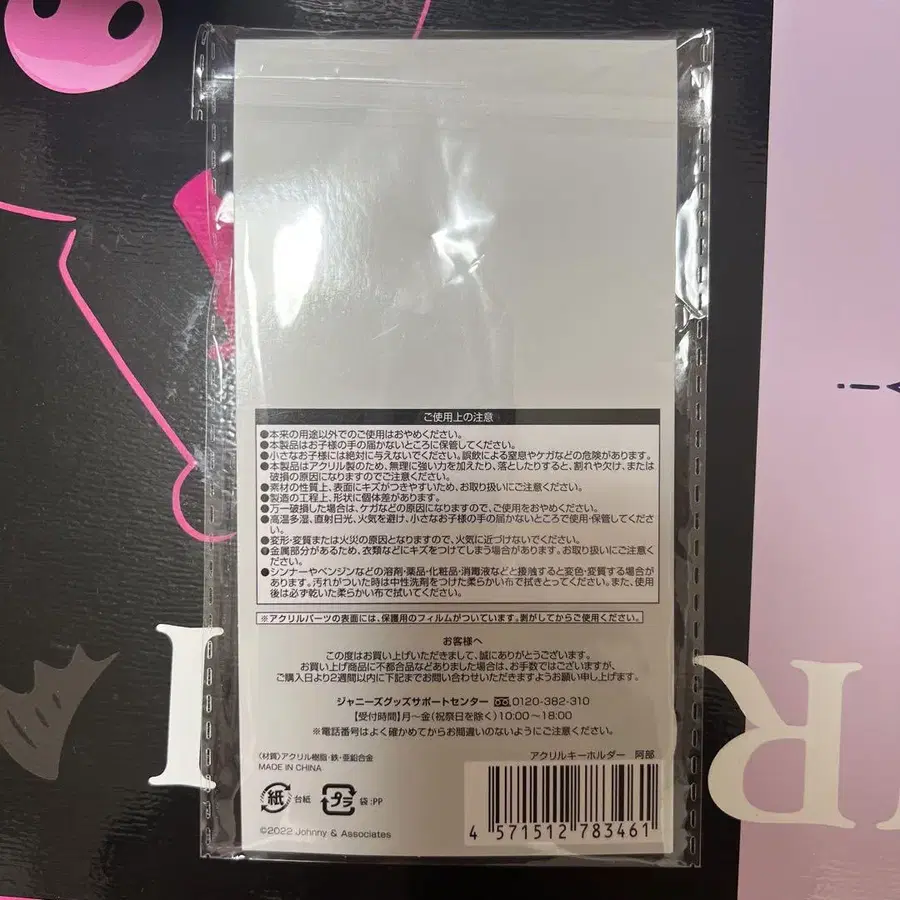 ご使用上の注意
●本来の用途以外でのご使用はおやめください。
●本製品はお子様の手の届かないところに保管してください。
●小さなお子様には絶対に与えないでください。誤飲による窒息やケガなどの危険があります。
●本製品はアクリル製のため、無理に強い力を加えたり、落としたりすると、割れや欠け、または
破損の原因になりますのでご注意ください。
●素材の性質上、表面にキズがつきやすいため、お取り扱いにご注意ください。
●製造の工程上、形状に個体差があります。
●万一破損した場合は、ケガなどの原因になりますので、ご使用をおやめください。
●高温多湿、直射日光、火気を避け、小さなお子様の手の届かないところで使用・保管してくださ
い。
●変形・変質または火災の原因となりますので、火気に近づけないでください。
●金属部分があるため、衣類などにキズをつけてしまう場合があります。お取り扱いにご注意くだ
さい。
●シンナーやベンジンなどの溶剤・薬品・化粧品・消毒液などと接触すると変色・変質する場合が
あります。汚れがついた時は中性洗剤をつけた柔らかい布で拭きとってください。また、使用
後は必ず乾いた柔らかい布で拭いてください。
※アクリルパーツの表面には、保護用のフィルムがついています。剥がしてからご使用ください。
お客様へ
この度はお買い上げいただきまして、誠にありがとうございます。
お買い上げ商品に不都合品などありました場合は、お手数ではございますが、
ご購入日より2週間以内に下記までお問い合わせいただきますようお願い申し上げます。
ジャニーズグッズサポートセンター 0120-382-310
【受付時間】月〜金(祝祭日を除く)10:00〜18:00
※電話番号はよく確かめてからお間違いのないようにご注意ください。
〈材質〉アクリル樹脂・鉄・亜鉛合金
MADE IN CHINA
アクリルキーホルダー 阿部
紙 台紙 プラ 袋:PP
4 571512 783461
©2022 Johnny & Associates
I R